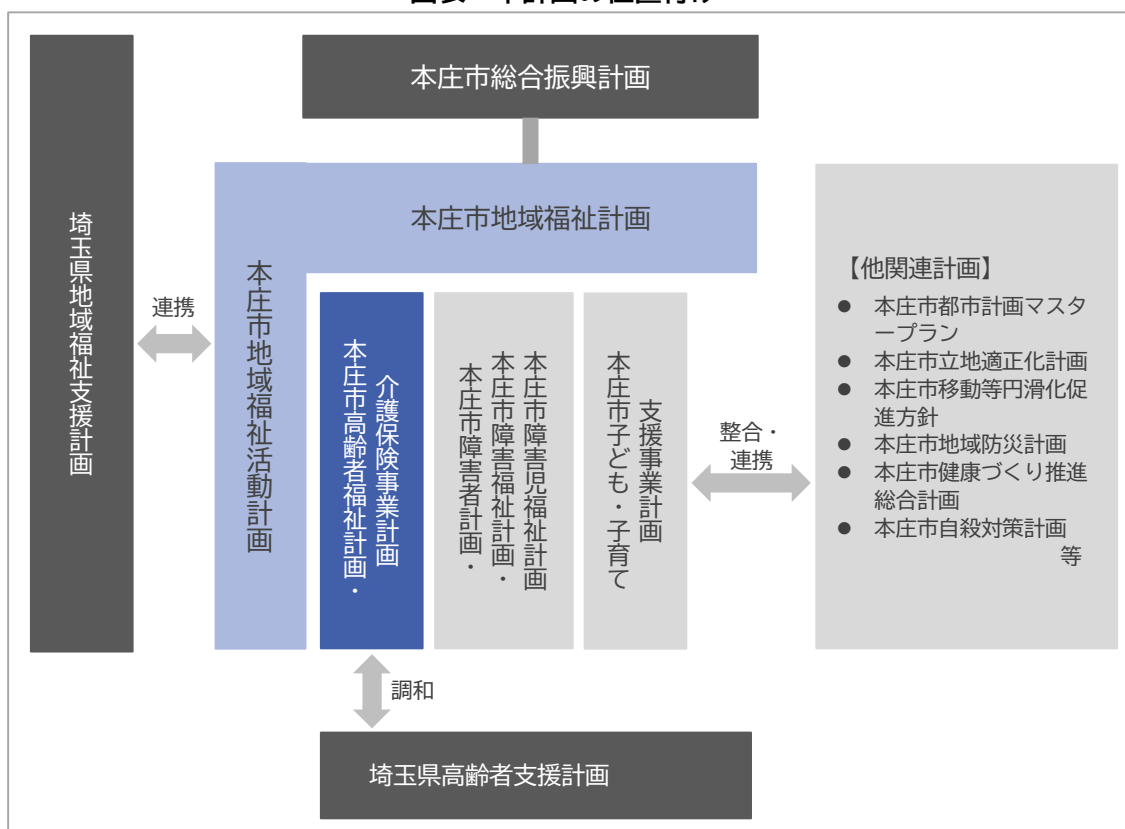 本庄市総合振興計画
埼玉県地域福祉支援計画
連携
本庄市地域福祉計画
本庄市地域福祉活動計画
本庄市高齢者福祉計画・
介護保険事業計画
本庄市障害者計画・
本庄市障害福祉計画・
本庄市障害児福祉計画
本庄市子ども・子育て
支援事業計画
整合・
連携
【他関連計画】
● 本庄市都市計画マスタ
ープラン
● 本庄市立地適正化計画
● 本庄市移動等円滑化促
進方針
● 本庄市地域防災計画
● 本庄市健康づくり推進
総合計画
● 本庄市自殺対策計画
等
調和
埼玉県高齢者支援計画